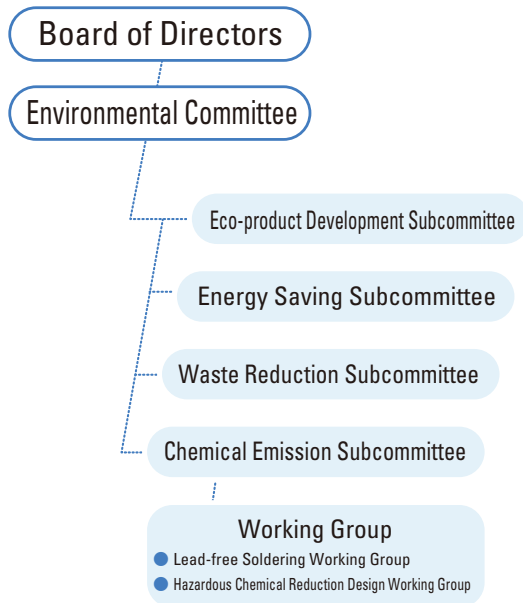 Board of Directors
Environmental Committee
Eco-product Development Subcommittee
Energy Saving Subcommittee
Waste Reduction Subcommittee
Chemical Emission Subcommittee
Working Group
● Lead-free Soldering Working Group
● Hazardous Chemical Reduction Design Working Group